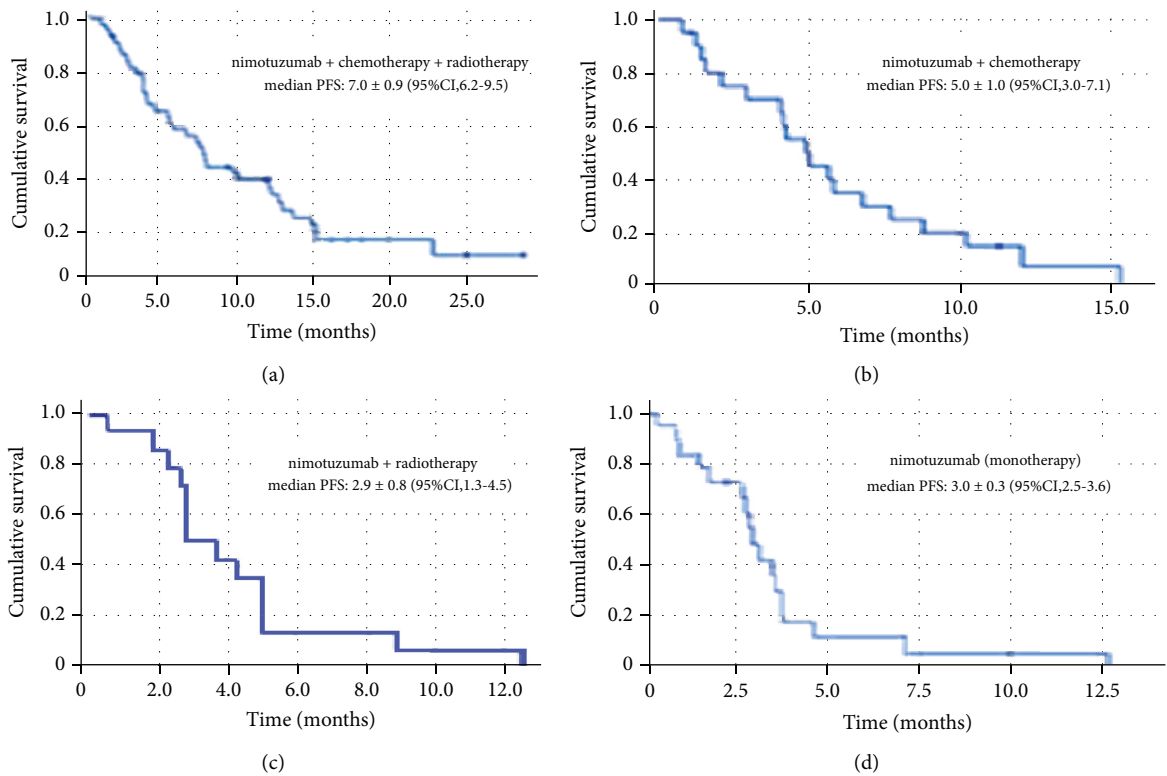 Cumulative survival
1.0
0.8
0.6
0.4
0.2
0
nimotuzumab + chemotherapy + radiotherapy
median PFS: 7.0 ± 0.9 (95%CI,6.2-9.5)
0 5.0 10.0 15.0 20.0 25.0
Time (months)
(a)
Cumulative survival
1.0
0.8
0.6
0.4
0.2
0
nimotuzumab + chemotherapy
median PFS: 5.0 ± 1.0 (95%CI,3.0-7.1)
0 5.0 10.0 15.0
Time (months)
(b)
Cumulative survival
1.0
0.8
0.6
0.4
0.2
0
nimotuzumab + radiotherapy
median PFS: 2.9 ± 0.8 (95%CI,1.3-4.5)
0 2.0 4.0 6.0 8.0 10.0 12.0
Time (months)
(c)
Cumulative survival
1.0
0.8
0.6
0.4
0.2
0
nimotuzumab (monotherapy)
median PFS: 3.0 ± 0.3 (95%CI,2.5-3.6)
0 2.5 5.0 7.5 10.0 12.5
Time (months)
(d)